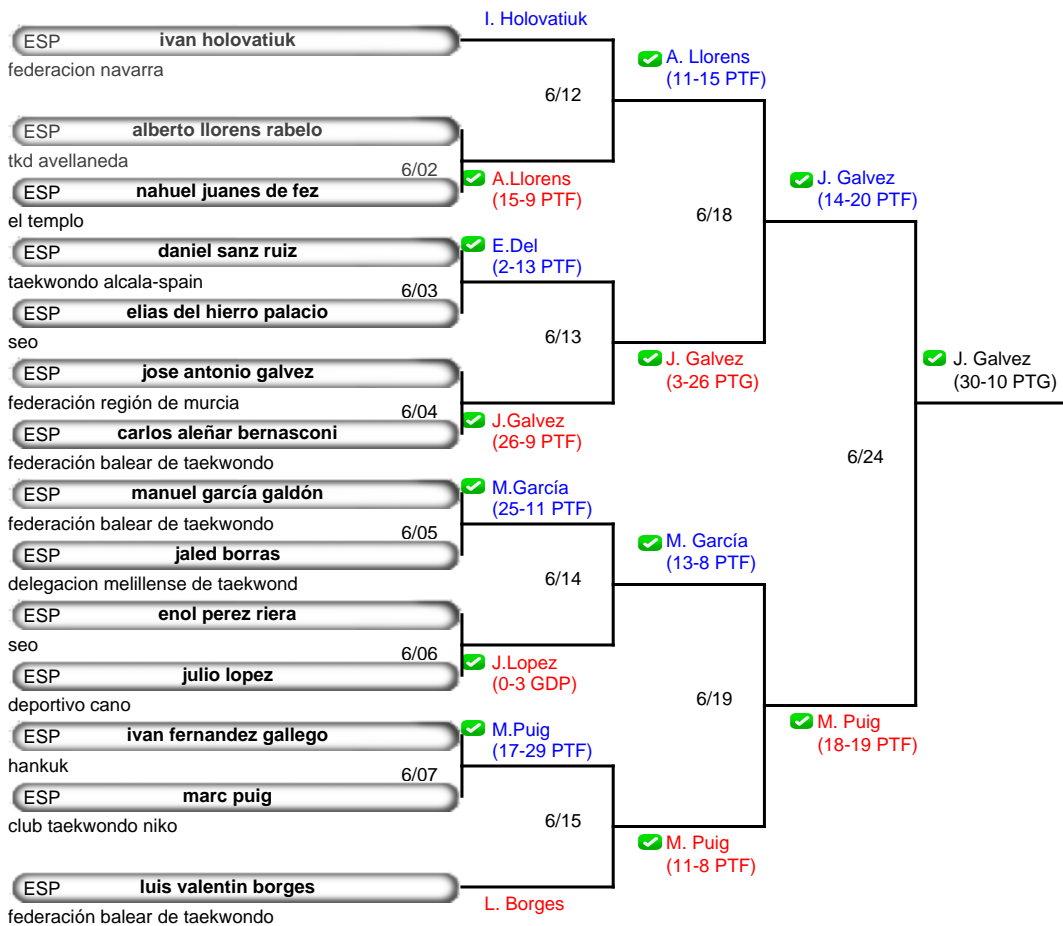 I. Holovatiuk
ESP ivan holovatiuk
federacion navarra
A. Llorens
(11-15 PTF)
6/12
ESP alberto llorens rabelo
tkd avellaneda
6/02
ESP nahuel juanes de fez
el templo
A.Llorens
(15-9 PTF)
J. Galvez
(14-20 PTF)
6/18
ESP daniel sanz ruiz
taekwondo alcala-spain
E.Del
(2-13 PTF)
6/03
ESP elias del hierro palacio
seo
6/13
ESP jose antonio galvez
federación región de murcia
J. Galvez
(3-26 PTG)
J. Galvez
(30-10 PTG)
6/04
ESP carlos aleñar bernasconi
federación balear de taekwondo
J.Galvez
(26-9 PTF)
6/24
ESP manuel garcía galdón
federación balear de taekwondo
M.García
(25-11 PTF)
6/05
ESP jaled borras
delegacion melillense de taekwond
M. García
(13-8 PTF)
6/14
ESP enol perez riera
seo
6/06
ESP julio lopez
deportivo cano
J.Lopez
(0-3 GDP)
6/19
ESP ivan fernandez gallego
hankuk
M.Puig
(17-29 PTF)
M. Puig
(18-19 PTF)
6/07
ESP marc puig
club taekwondo niko
6/15
M. Puig
(11-8 PTF)
ESP luis valentin borges
federación balear de taekwondo
L. Borges